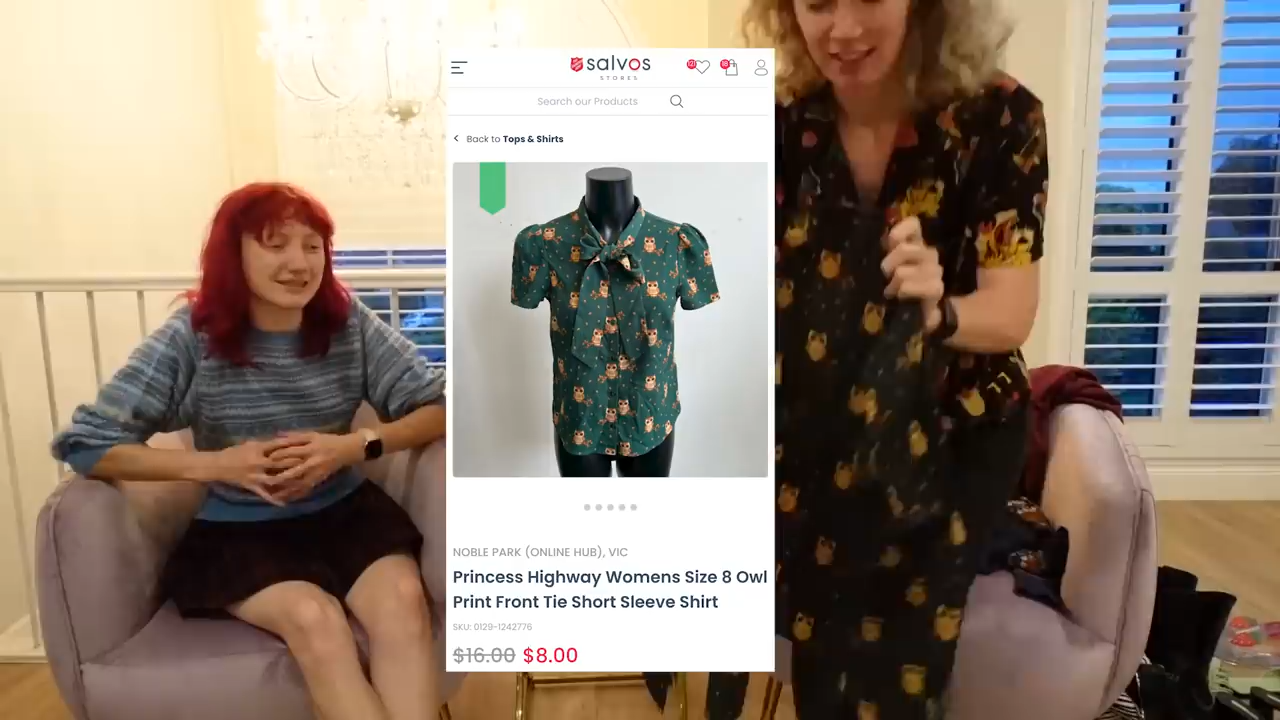 salvos
STORES
Search our Products
Back to Tops & Shirts
NOBLE PARK (ONLINE HUB), VIC
Princess Highway Womens Size 8 Owl
Print Front Tie Short Sleeve Shirt
SKU: 0129-1242776
$16.00 $8.00